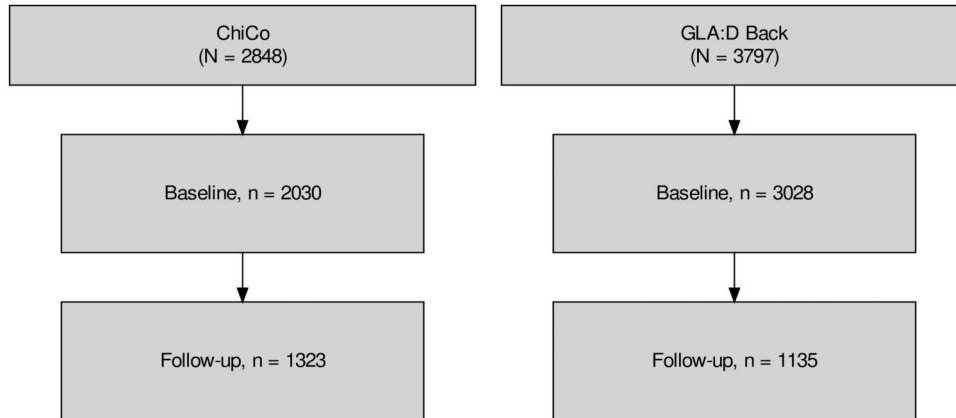 ChiCo
(N = 2848)
GLA:D Back
(N = 3797)
Baseline, n = 2030
Baseline, n = 3028
Follow-up, n = 1323
Follow-up, n = 1135